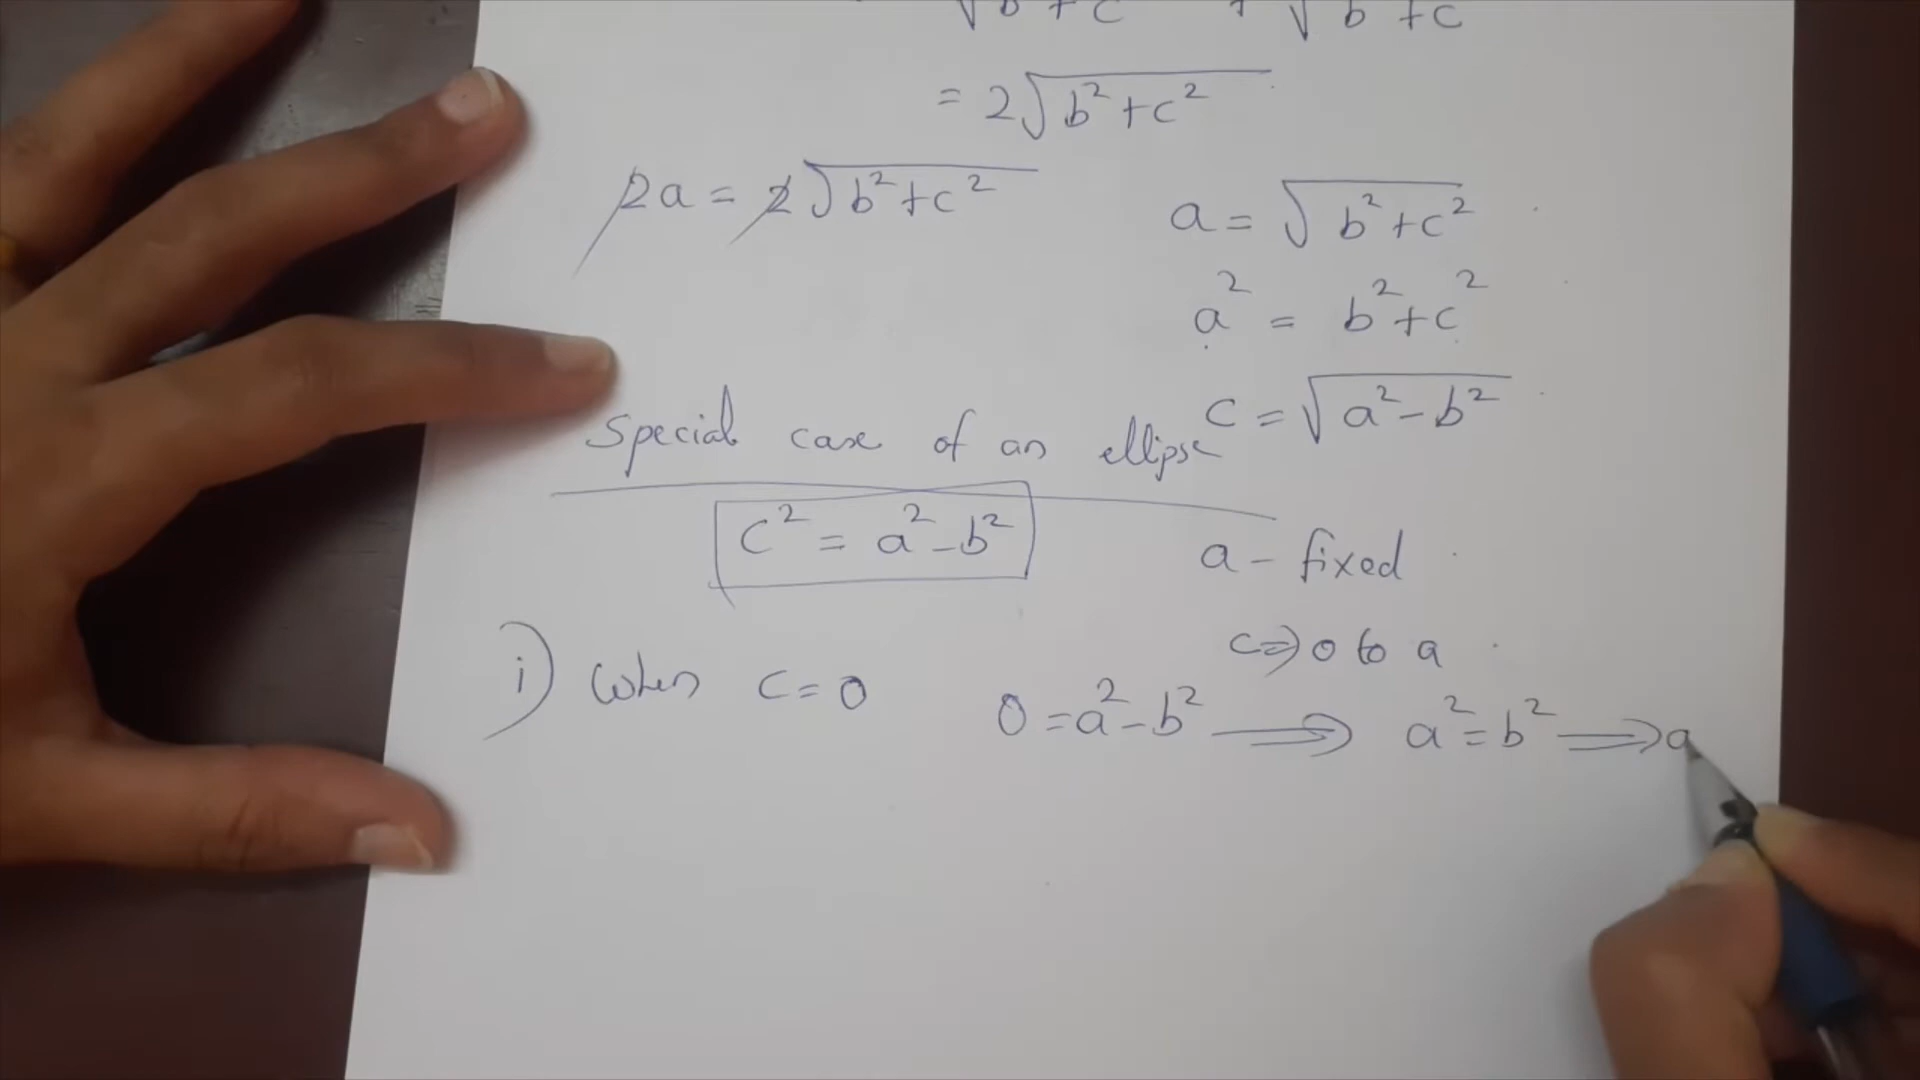 √b + c + √b + c
= 2√b²+c²
2a = 2√b²+c²
a = √b²+c²
a² = b²+c²
c = √a²-b²
Special case of an ellipse
c² = a²-b²
a - fixed
c ⇒ 0 to a
i) when c = 0
0 = a²-b² ⟹ a² = b² ⟹ a